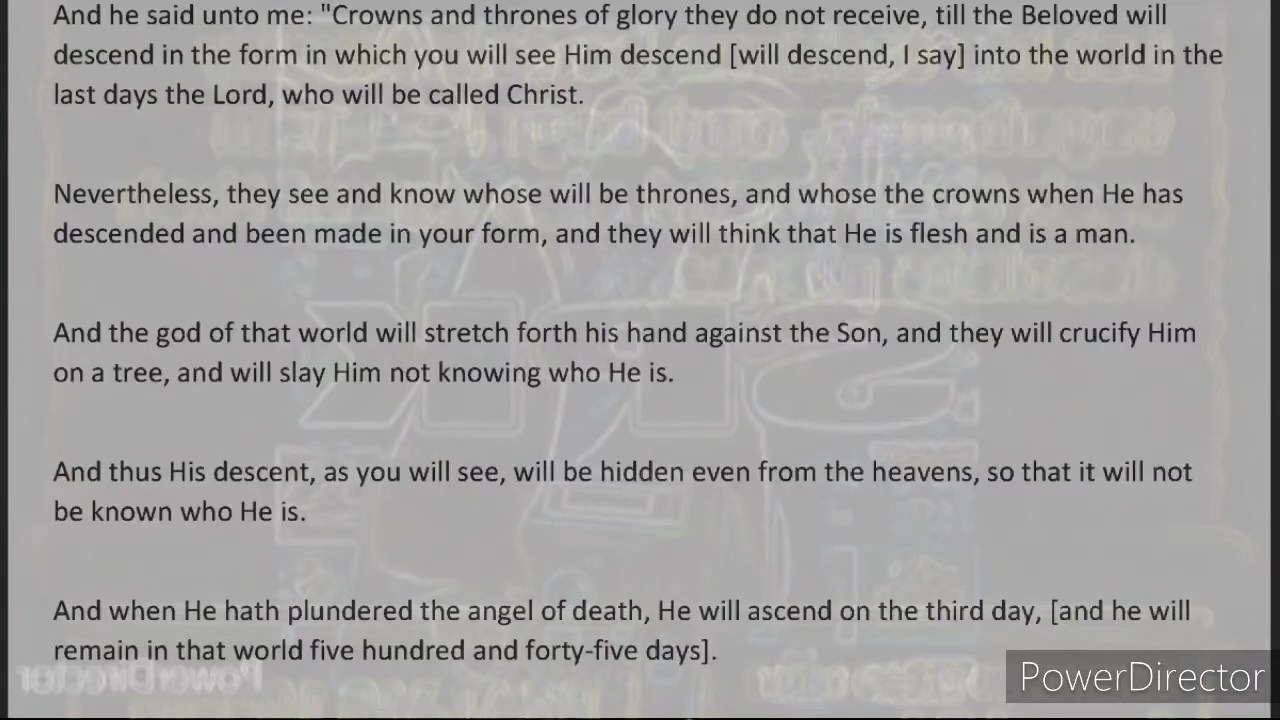 And he said unto me: "Crowns and thrones of glory they do not receive, till the Beloved will
descend in the form in which you will see Him descend [will descend, I say] into the world in the
last days the Lord, who will be called Christ.
Nevertheless, they see and know whose will be thrones, and whose the crowns when He has
descended and been made in your form, and they will think that He is flesh and is a man.
And the god of that world will stretch forth his hand against the Son, and they will crucify Him
on a tree, and will slay Him not knowing who He is.
And thus His descent, as you will see, will be hidden even from the heavens, so that it will not
be known who He is.
And when He hath plundered the angel of death, He will ascend on the third day, [and he will
remain in that world five hundred and forty-five days].
PowerDirector
PowerDirector